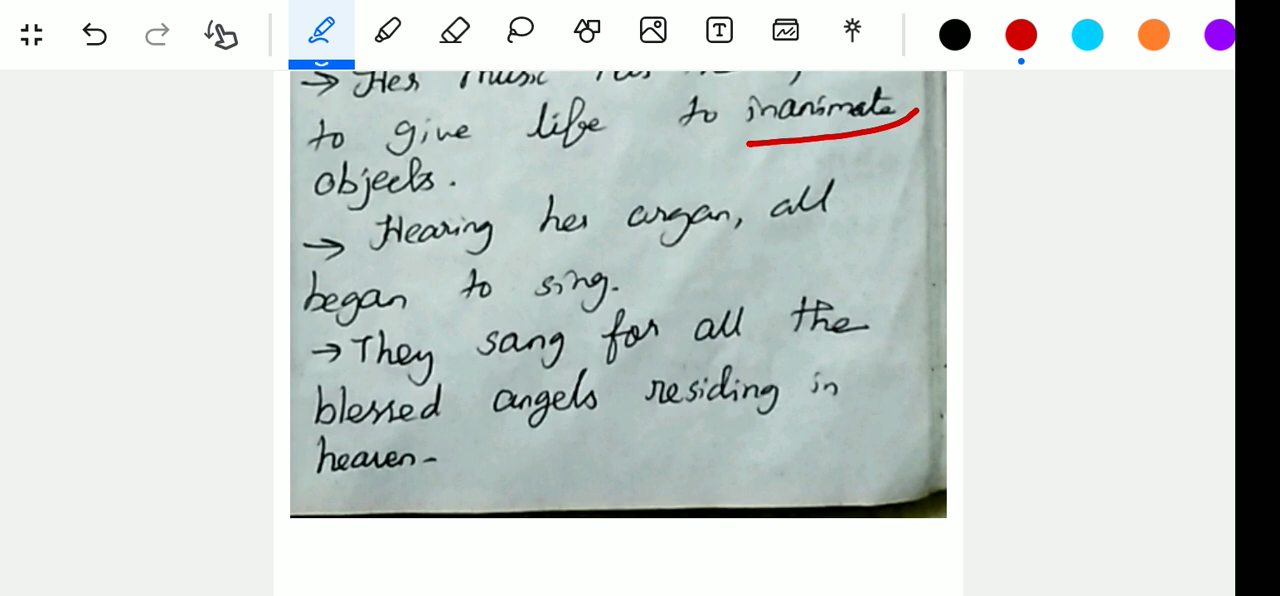 → Her music has
to give life to inanimate
objects.
→ Hearing her organ, all
began to sing.
→ They sang for all the
blessed angels residing in
heaven-